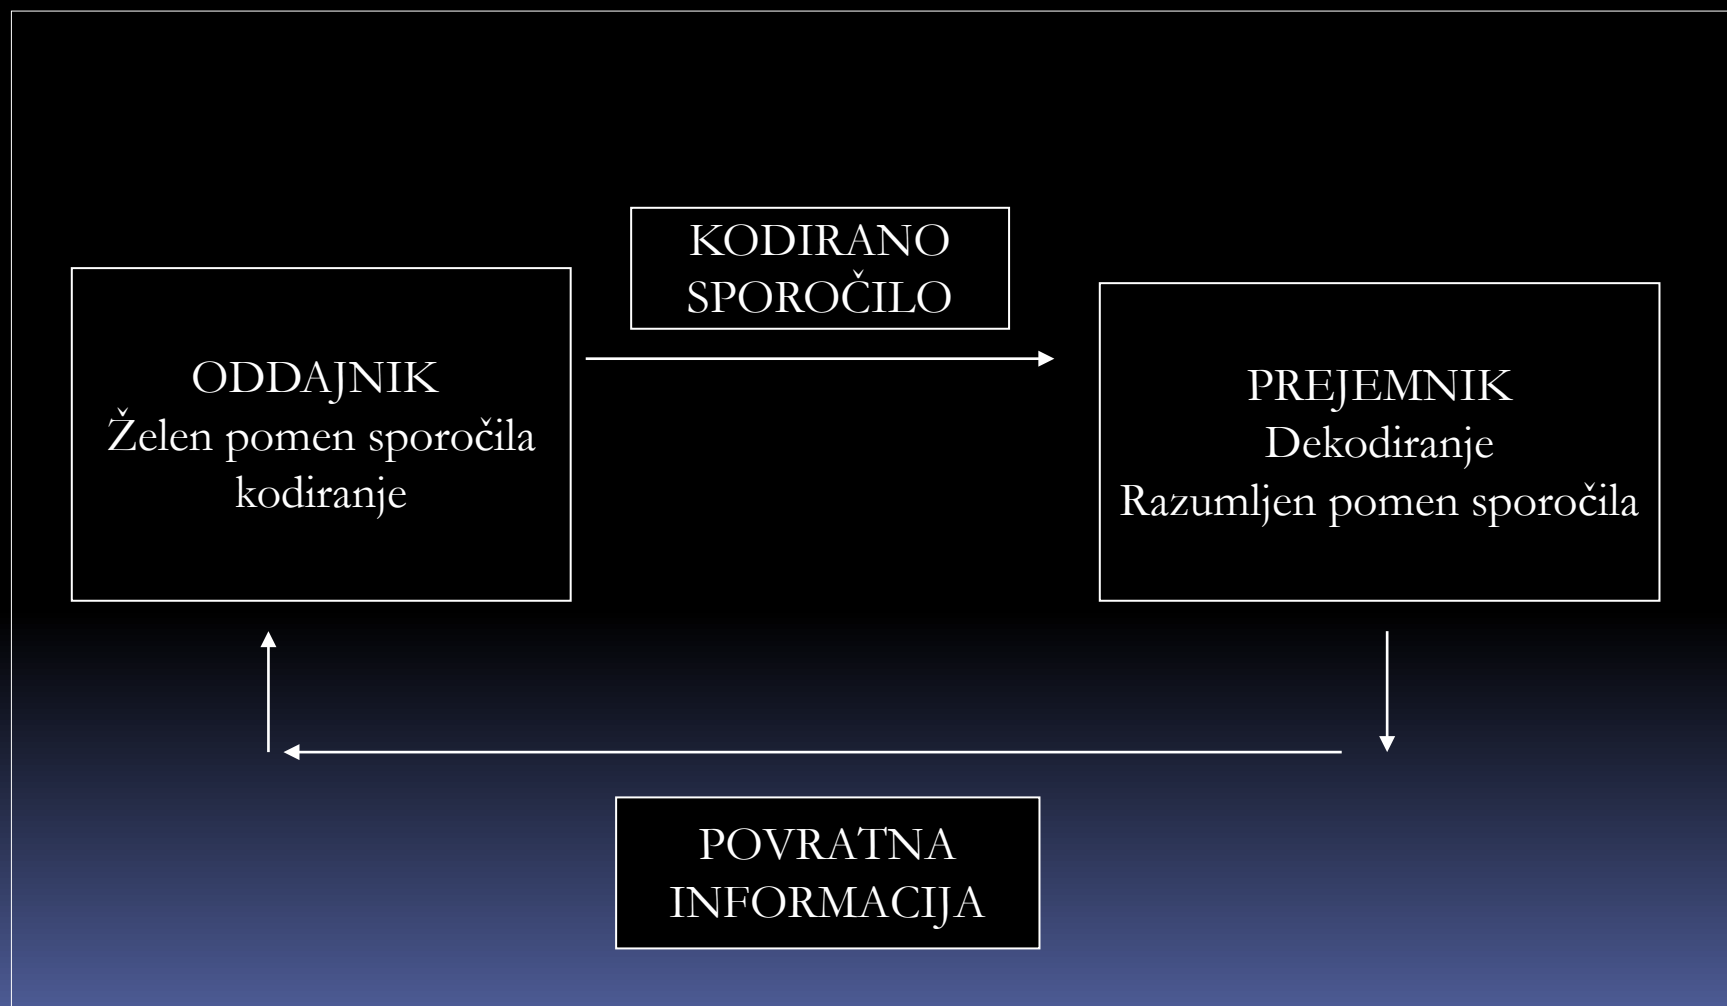 KODIRANO
SPOROČILO
ODDAJNIK
Želen pomen sporočila
kodiranje
PREJEMNIK
Dekodiranje
Razumljen pomen sporočila
POVRATNA
INFORMACIJA